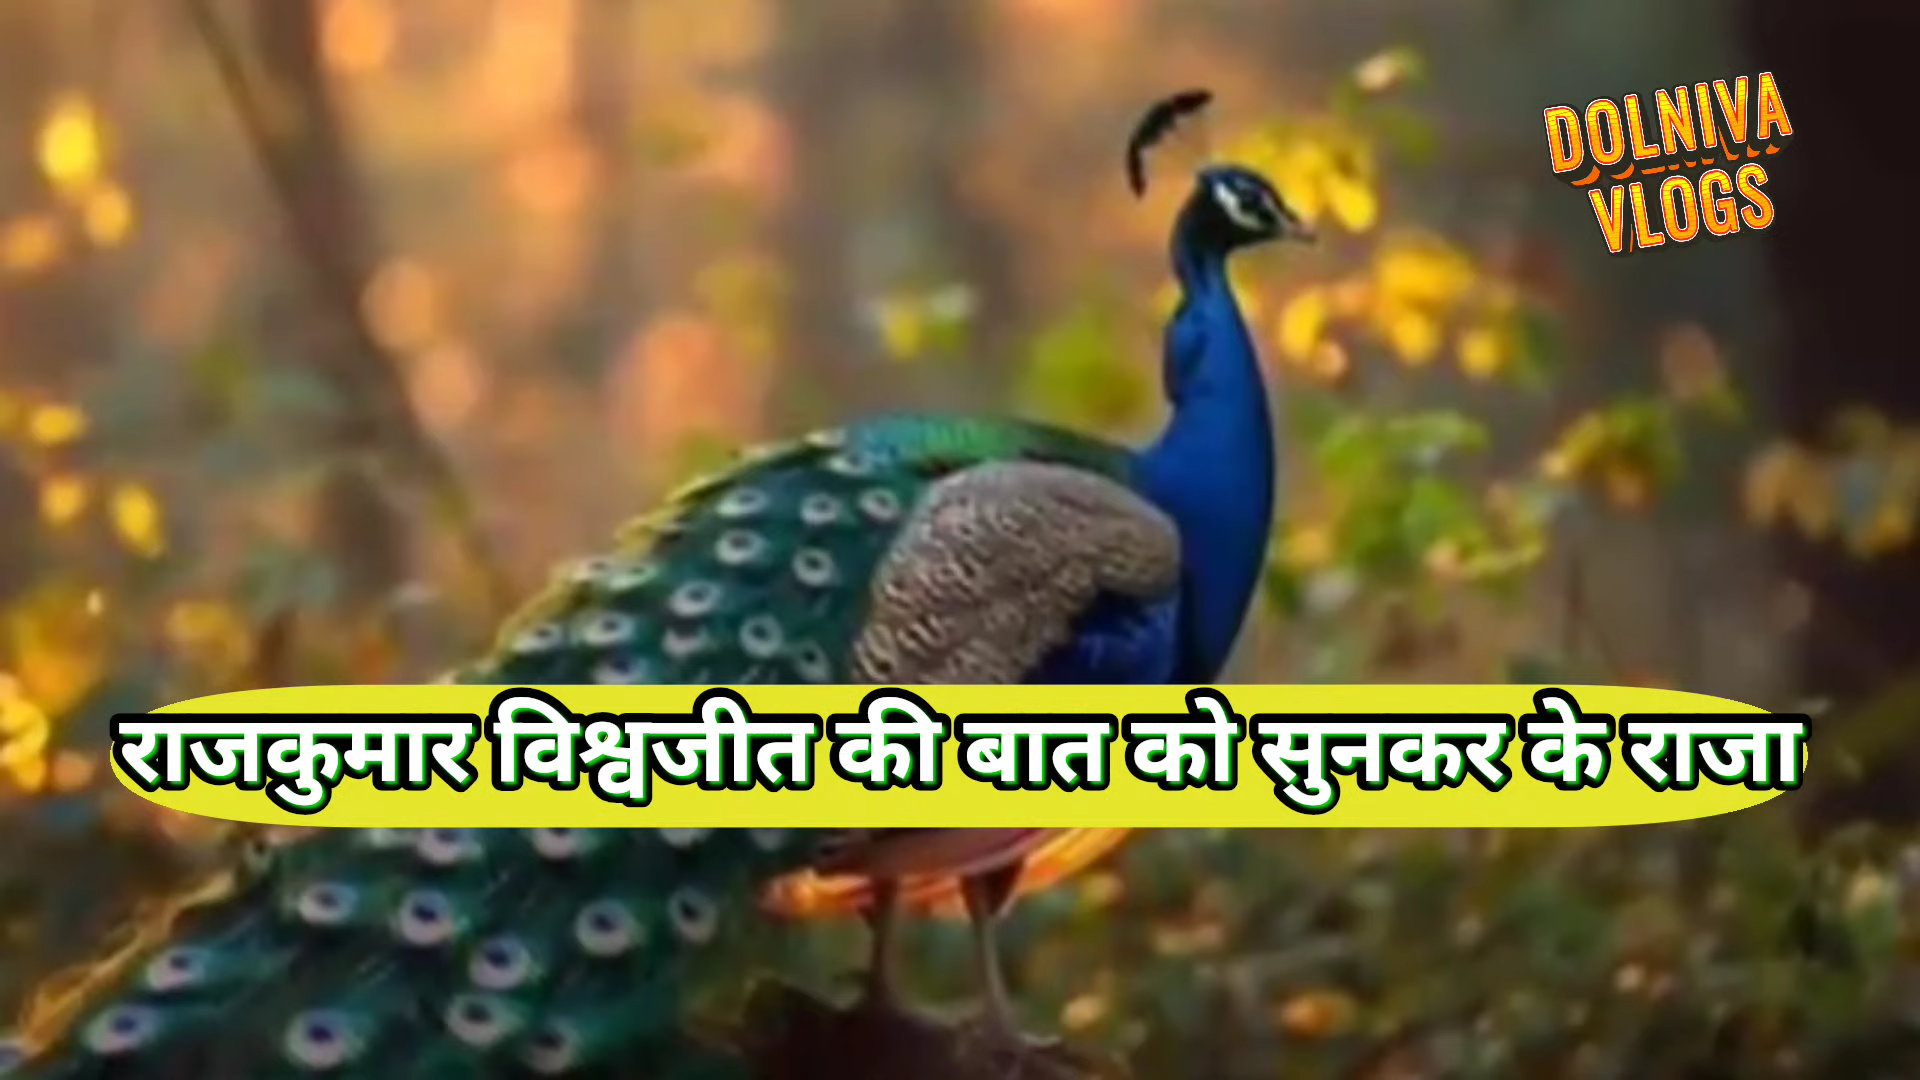 DOLNIVA
VLOGS
राजकुमार विश्वजीत की बात को सुनकर के राजा